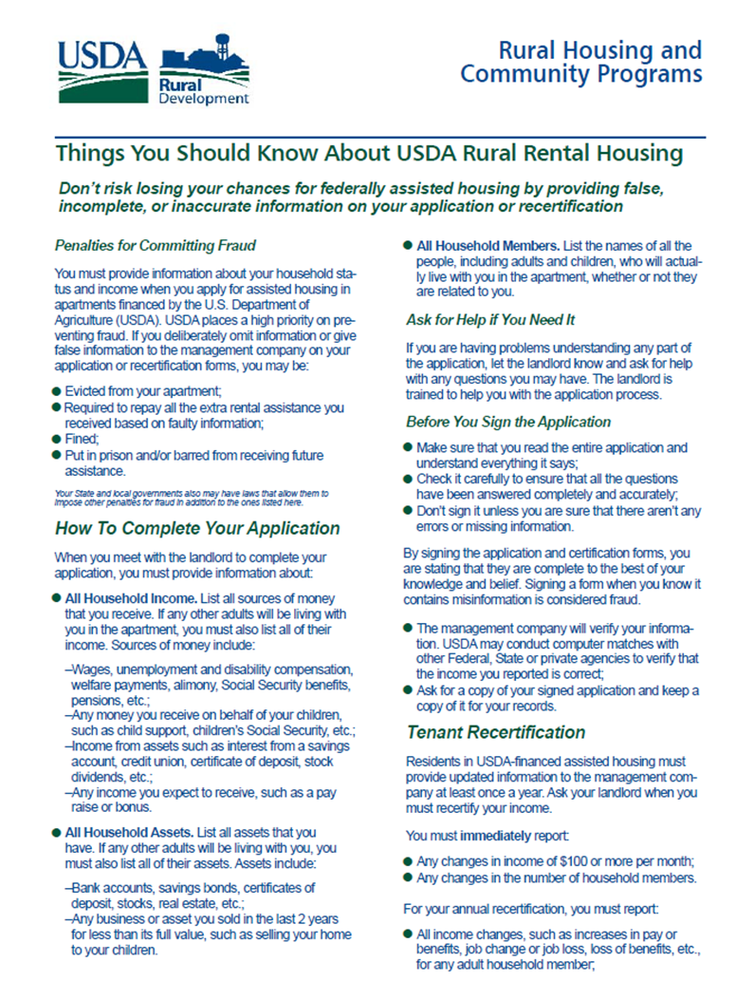 USDA
Rural
Development
Rural Housing and
Community Programs
Things You Should Know About USDA Rural Rental Housing
Don't risk losing your chances for federally assisted housing by providing false,
incomplete, or inaccurate information on your application or recertification
Penalties for Committing Fraud
You must provide information about your household sta-
tus and income when you apply for assisted housing in
apartments financed by the U.S. Department of
Agriculture (USDA). USDA places a high priority on pre-
venting fraud. If you deliberately omit information or give
false information to the management company on your
application or recertification forms, you may be:
● Evicted from your apartment;
● Required to repay all the extra rental assistance you
received based on faulty information;
● Fined;
● Put in prison and/or barred from receiving future
assistance.
Your State and local governments also may have laws that allow them to
impose other penalties for fraud in addition to the ones listed here.
How To Complete Your Application
When you meet with the landlord to complete your
application, you must provide information about:
● All Household Income. List all sources of money
that you receive. If any other adults will be living with
you in the apartment, you must also list all of their
income. Sources of money include:
–Wages, unemployment and disability compensation,
welfare payments, alimony, Social Security benefits,
pensions, etc.;
–Any money you receive on behalf of your children,
such as child support, children's Social Security, etc.;
–Income from assets such as interest from a savings
account, credit union, certificate of deposit, stock
dividends, etc.;
–Any income you expect to receive, such as a pay
raise or bonus.
● All Household Assets. List all assets that you
have. If any other adults will be living with you, you
must also list all of their assets. Assets include:
–Bank accounts, savings bonds, certificates of
deposit, stocks, real estate, etc.;
–Any business or asset you sold in the last 2 years
for less than its full value, such as selling your home
to your children.
● All Household Members. List the names of all the
people, including adults and children, who will actual-
ly live with you in the apartment, whether or not they
are related to you.
Ask for Help if You Need It
If you are having problems understanding any part of
the application, let the landlord know and ask for help
with any questions you may have. The landlord is
trained to help you with the application process.
Before You Sign the Application
● Make sure that you read the entire application and
understand everything it says;
● Check it carefully to ensure that all the questions
have been answered completely and accurately;
● Don't sign it unless you are sure that there aren't any
errors or missing information.
By signing the application and certification forms, you
are stating that they are complete to the best of your
knowledge and belief. Signing a form when you know it
contains misinformation is considered fraud.
● The management company will verify your informa-
tion. USDA may conduct computer matches with
other Federal, State or private agencies to verify that
the income you reported is correct;
● Ask for a copy of your signed application and keep a
copy of it for your records.
Tenant Recertification
Residents in USDA-financed assisted housing must
provide updated information to the management com-
pany at least once a year. Ask your landlord when you
must recertify your income.
You must immediately report:
● Any changes in income of $100 or more per month;
● Any changes in the number of household members.
For your annual recertification, you must report:
● All income changes, such as increases in pay or
benefits, job change or job loss, loss of benefits, etc.,
for any adult household member;